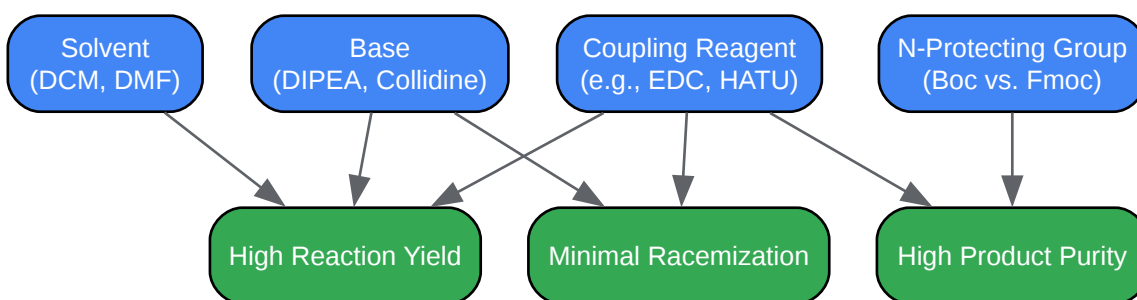 Solvent
(DCM, DMF)
Base
(DIPEA, Collidine)
Coupling Reagent
(e.g., EDC, HATU)
N-Protecting Group
(Boc vs. Fmoc)
High Reaction Yield
Minimal Racemization
High Product Purity